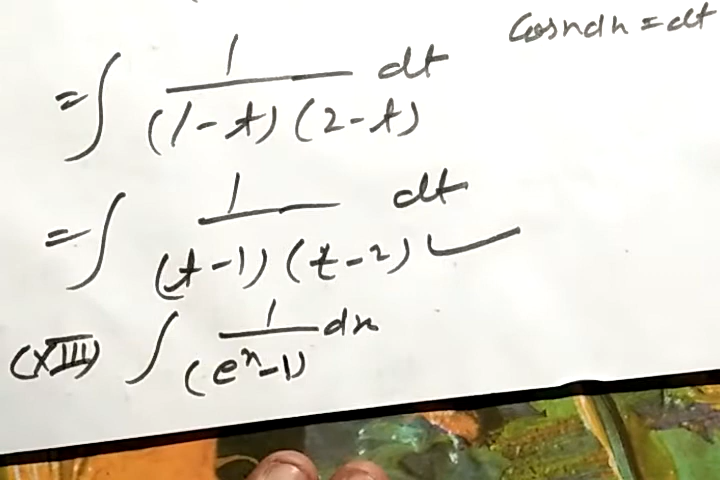 Cosxdx = dt
= ∫ 1/((1-t)(2-t)) dt
= ∫ 1/((t-1)(t-2)) dt
(XIII) ∫ 1/(e^x-1) dx